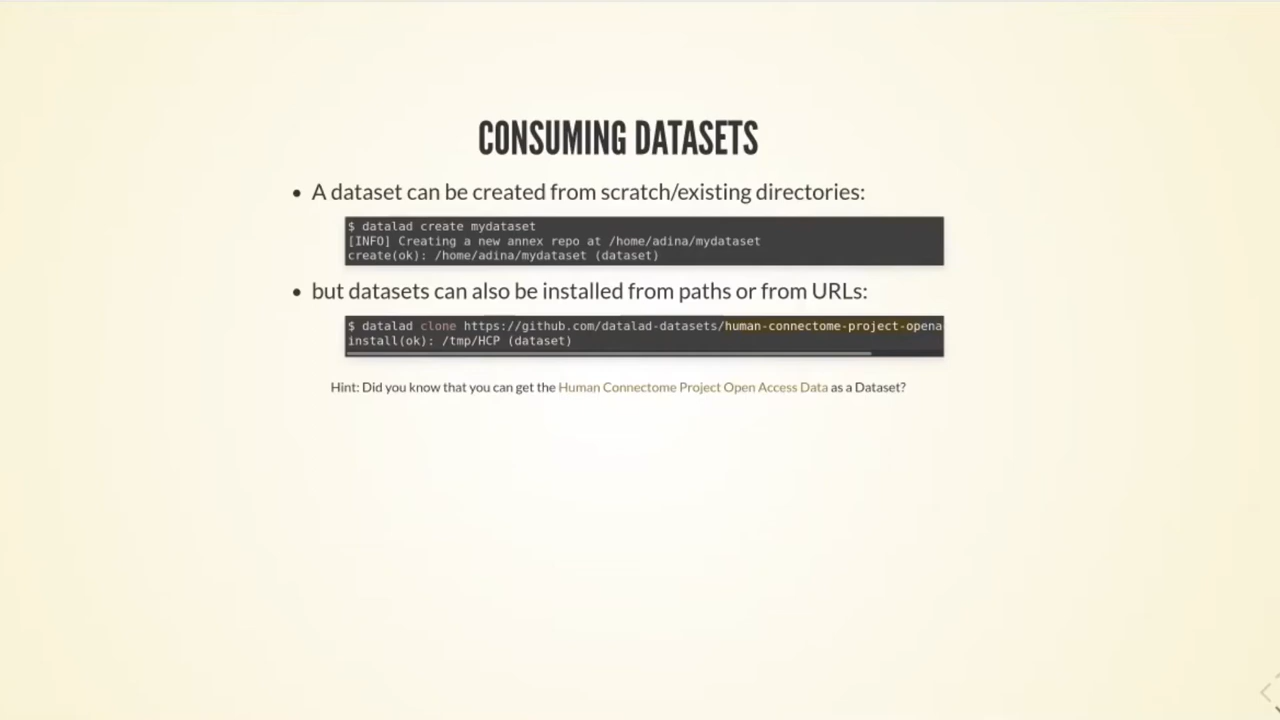 CONSUMING DATASETS
• A dataset can be created from scratch/existing directories:
$ datalad create mydataset
[INFO] Creating a new annex repo at /home/adina/mydataset
create(ok): /home/adina/mydataset (dataset)
• but datasets can also be installed from paths or from URLs:
$ datalad clone https://github.com/datalad-datasets/human-connectome-project-opena
install(ok): /tmp/HCP (dataset)
Hint: Did you know that you can get the Human Connectome Project Open Access Data as a Dataset?